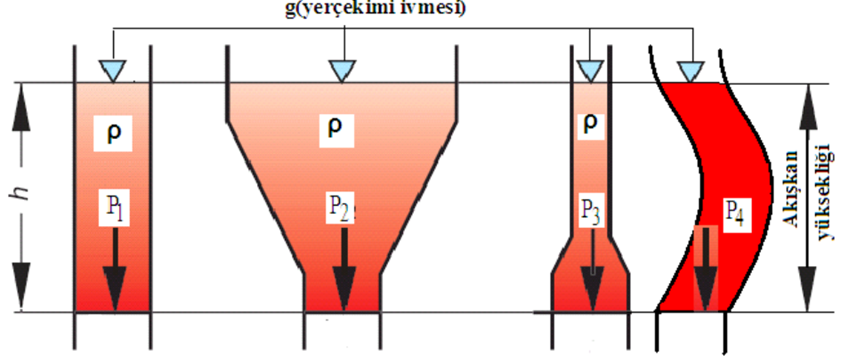 g(yerçekimi ivmesi)
ρ
ρ
ρ
P1
P2
P3
P4
h
Akışkan
yüksekliği